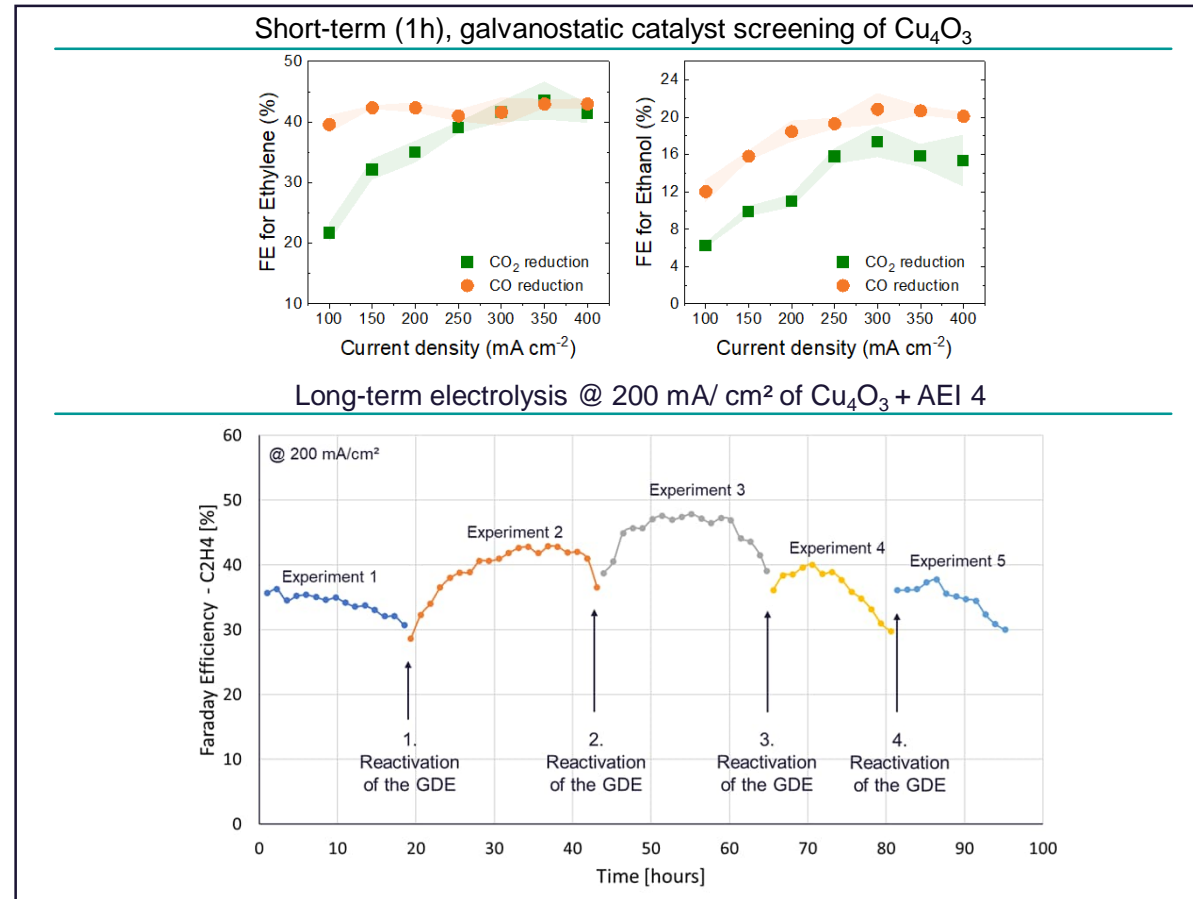 Short-term (1h), galvanostatic catalyst screening of Cu₄O₃
50
40
30
20
10
FE for Ethylene (%)
CO₂ reduction
CO reduction
100 150 200 250 300 350 400
Current density (mA cm⁻²)
24
20
16
12
8
4
0
FE for Ethanol (%)
CO₂ reduction
CO reduction
100 150 200 250 300 350 400
Current density (mA cm⁻²)
Long-term electrolysis @ 200 mA/ cm² of Cu₄O₃ + AEI 4
60
50
40
30
20
10
0
Faraday Efficiency - C2H4 [%]
@ 200 mA/cm²
Experiment 1
Experiment 2
Experiment 3
Experiment 4
Experiment 5
1.
Reactivation
of the GDE
2.
Reactivation
of the GDE
3.
Reactivation
of the GDE
4.
Reactivation
of the GDE
0 10 20 30 40 50 60 70 80 90 100
Time [hours]